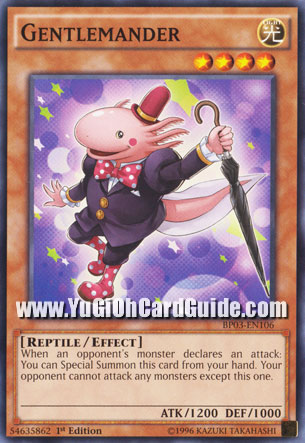 GENTLEMANDER
光
www.YuGiOhCardGuide.com
BP03-EN106
[REPTILE / EFFECT]
When an opponent's monster declares an attack:
You can Special Summon this card from your hand. Your
opponent cannot attack any monsters except this one.
ATK/1200 DEF/1000
54635862 1st Edition ©1996 KAZUKI TAKAHASHI